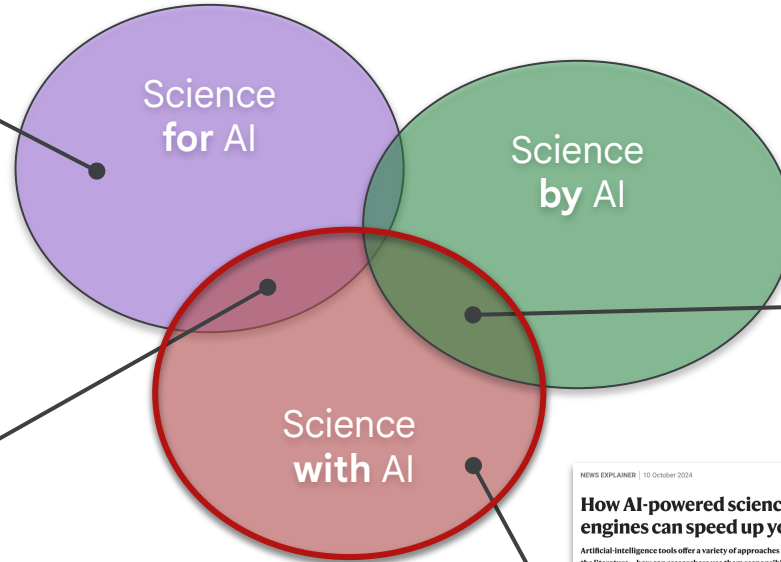 Science
for AI
Science
by AI
Science
with AI
NEWS EXPLAINER | 10 October 2024
How AI-powered scienc
engines can speed up yo
Artificial-intelligence tools offer a variety of approaches